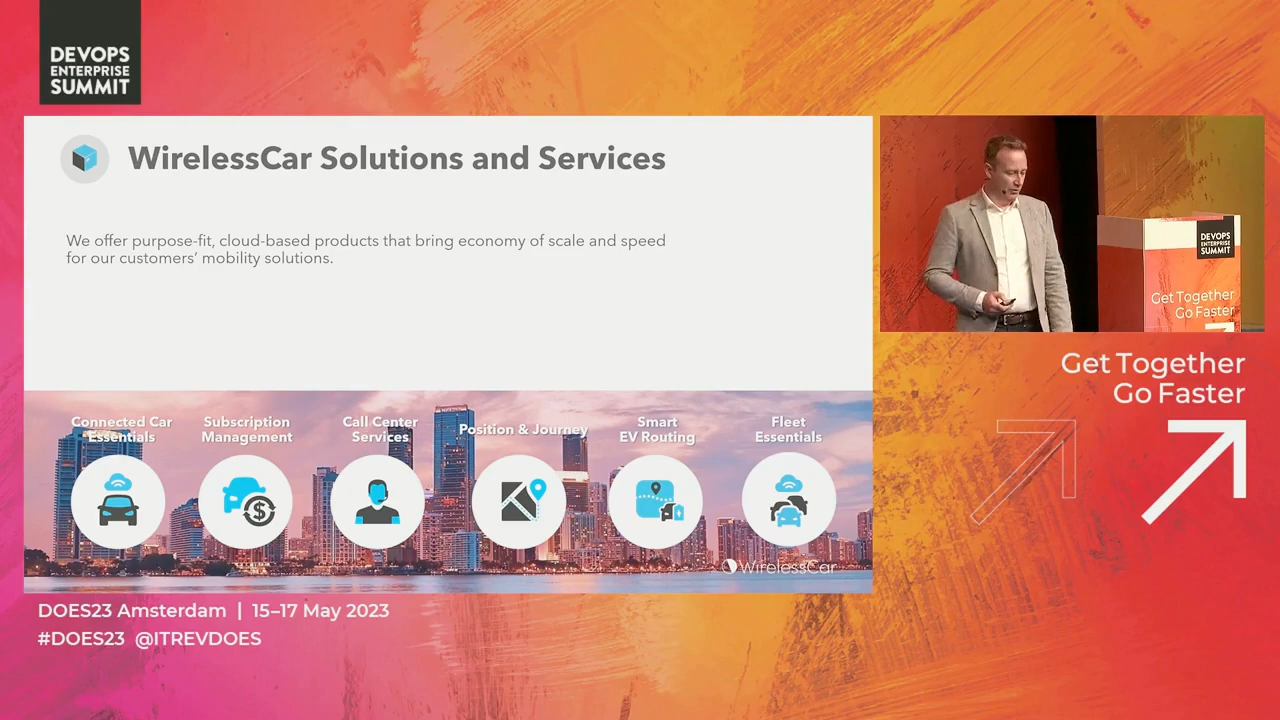 DEVOPS
ENTERPRISE
SUMMIT
WirelessCar Solutions and Services
We offer purpose-fit, cloud-based products that bring economy of scale and speed
for our customers’ mobility solutions.
Connected Car
Essentials
Subscription
Management
Call Center
Services
Position & Journey
Smart
EV Routing
Fleet
Essentials
$
WirelessCar
DEVOPS
ENTERPRISE
SUMMIT
Get Together
Go Faster
Get Together
Go Faster
DOES23 Amsterdam | 15–17 May 2023
#DOES23 @ITREVDOES